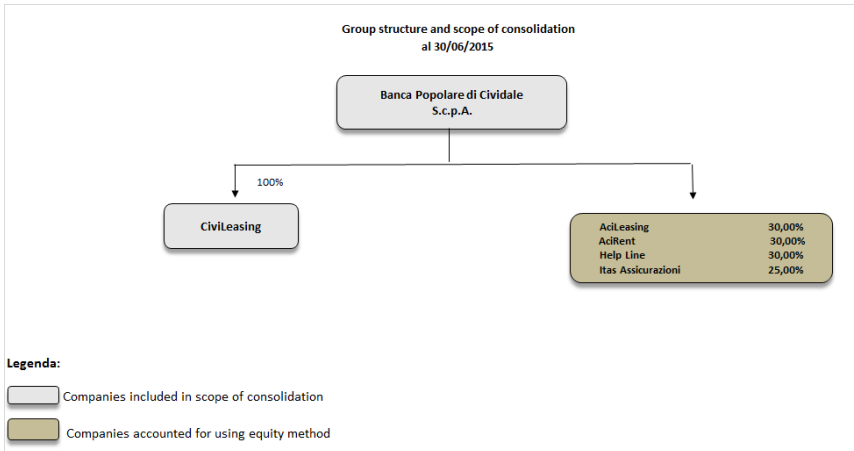 Group structure and scope of consolidation
al 30/06/2015
Banca Popolare di Cividale
S.c.p.A.
100%
CiviLeasing
AciLeasing 30,00%
AciRent 30,00%
Help Line 30,00%
Itas Assicurazioni 25,00%
Legenda:
Companies included in scope of consolidation
Companies accounted for using equity method